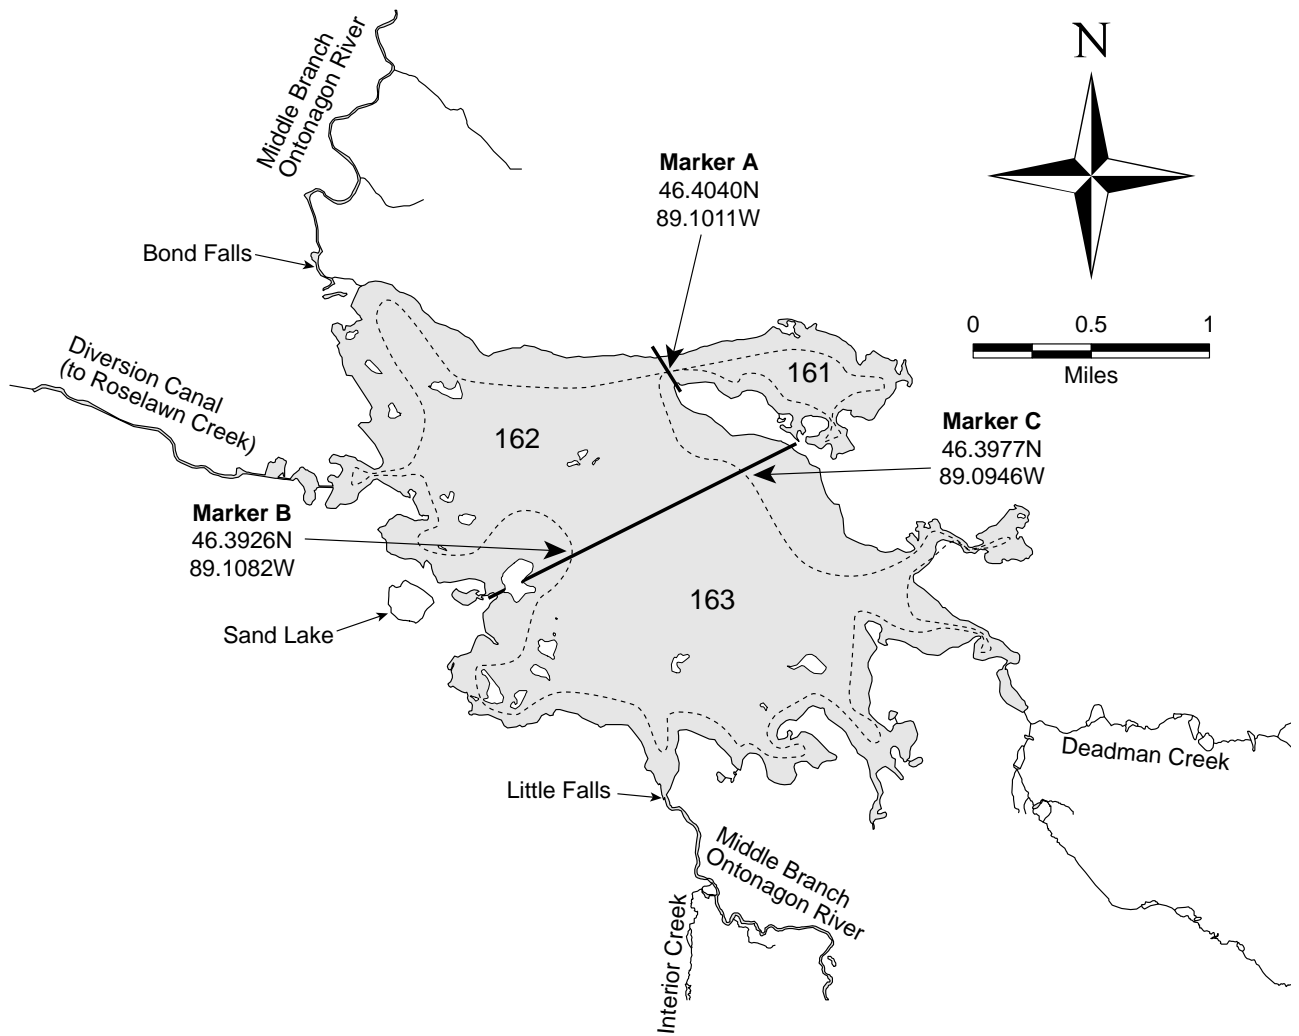 N
Middle Branch
Ontonagon River
Marker A
46.4040N
89.1011W
Bond Falls
0 0.5 1
Miles
Diversion Canal
(to Roselawn Creek)
161
162
Marker C
46.3977N
89.0946W
Marker B
46.3926N
89.1082W
163
Sand Lake
Deadman Creek
Little Falls
Middle Branch
Ontonagon River
Interior Creek